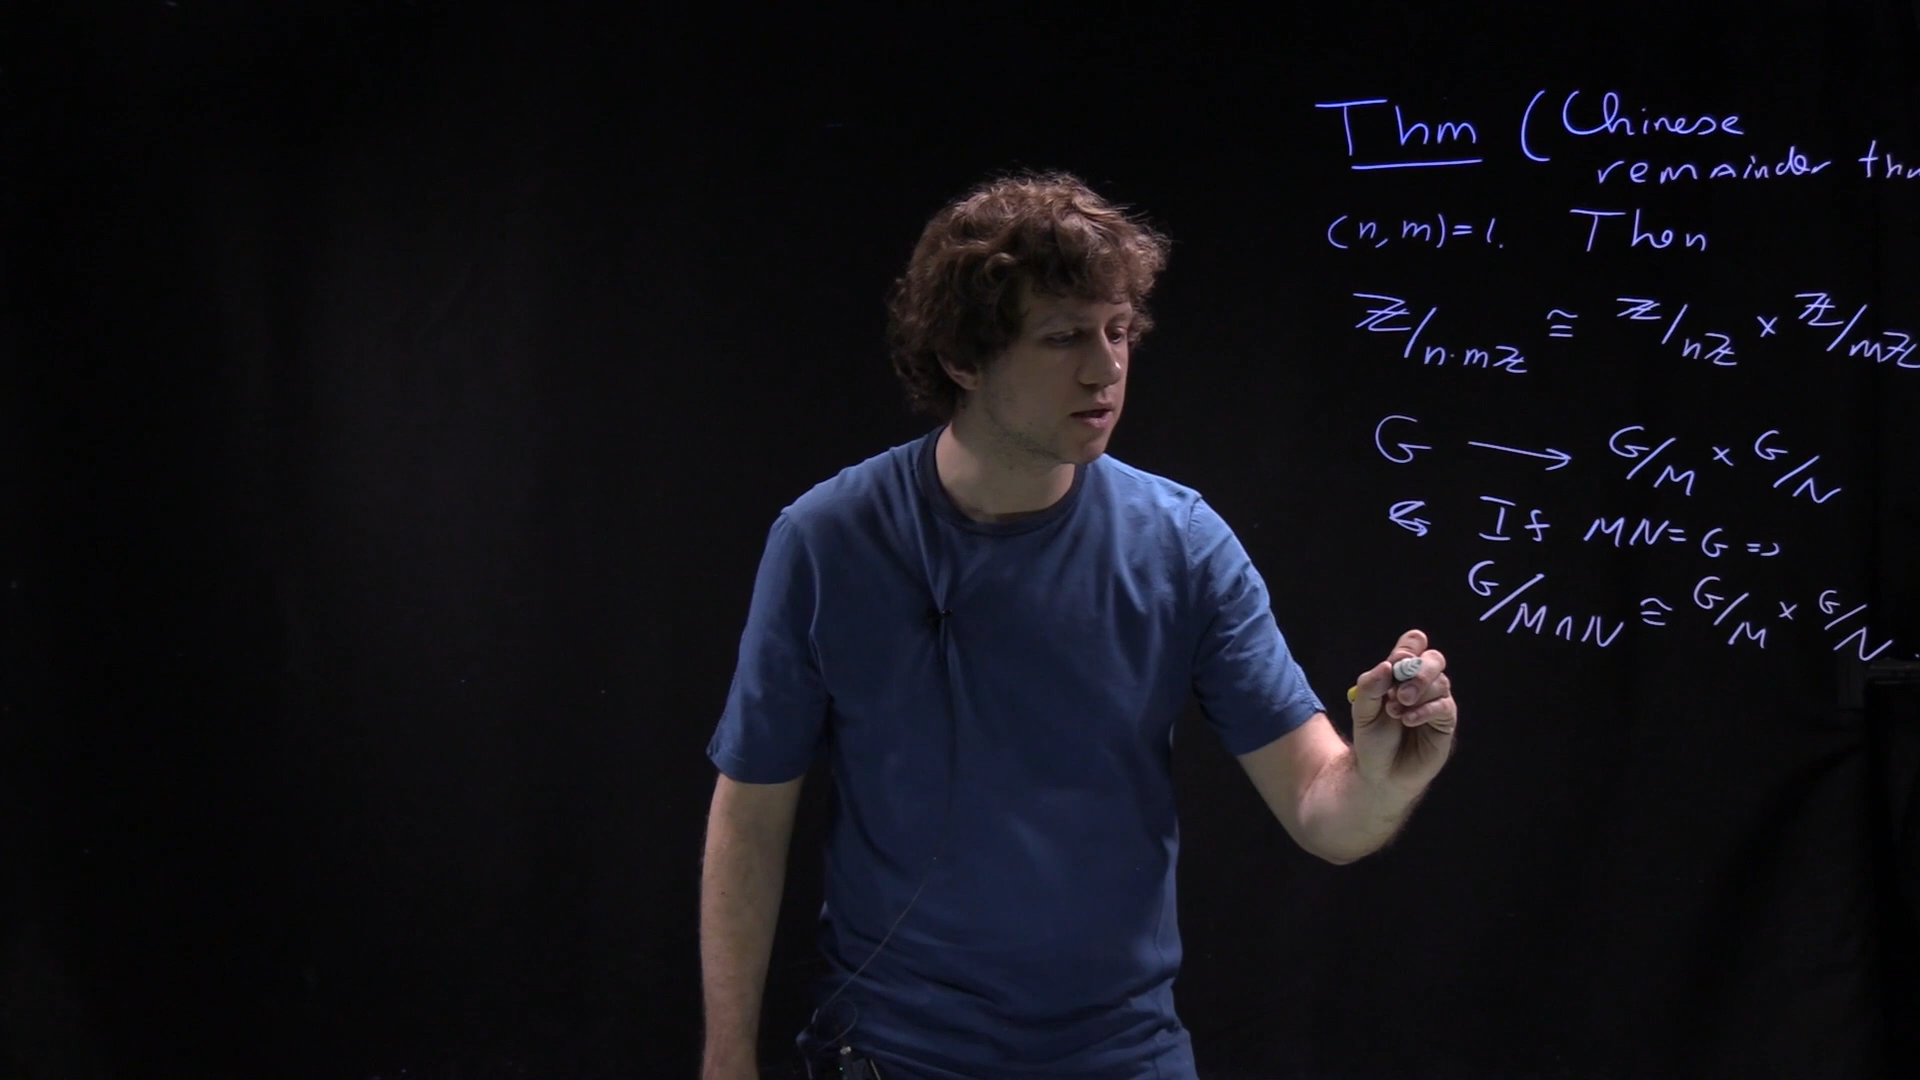 Thm (Chinese
remainder thm
(n, m) = 1. Then
ℤ/n·mℤ ≅ ℤ/nℤ × ℤ/mℤ
G ⟶ G/M × G/N
If MN = G ⇒
G/M∩N ≅ G/M × G/N.